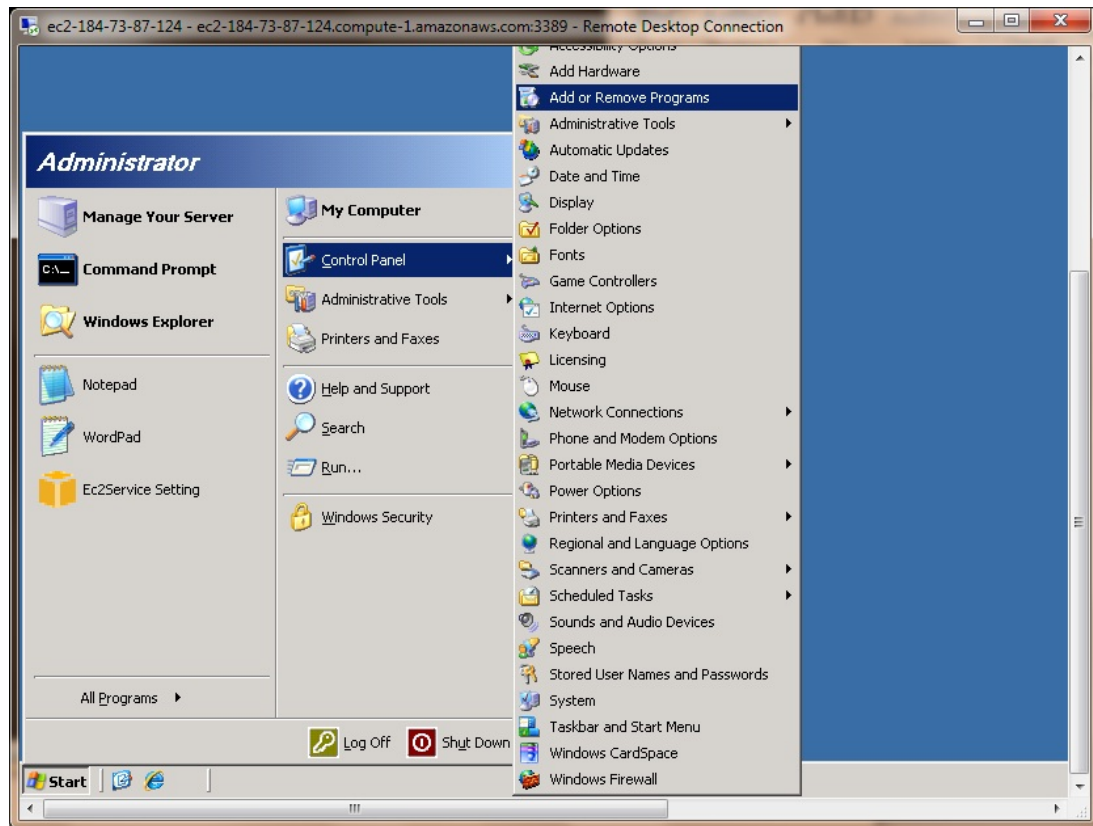 ec2-184-73-87-124 - ec2-184-73-87-124.compute-1.amazonaws.com:3389 - Remote Desktop Connection
Administrator
Manage Your Server
Command Prompt
Windows Explorer
Notepad
WordPad
Ec2Service Setting
All Programs
My Computer
Control Panel
Administrative Tools
Printers and Faxes
Help and Support
Search
Run...
Windows Security
Log Off
Shut Down
Accessibility Options
Add Hardware
Add or Remove Programs
Administrative Tools
Automatic Updates
Date and Time
Display
Folder Options
Fonts
Game Controllers
Internet Options
Keyboard
Licensing
Mouse
Network Connections
Phone and Modem Options
Portable Media Devices
Power Options
Printers and Faxes
Regional and Language Options
Scanners and Cameras
Scheduled Tasks
Sounds and Audio Devices
Speech
Stored User Names and Passwords
System
Taskbar and Start Menu
Windows CardSpace
Windows Firewall
Start